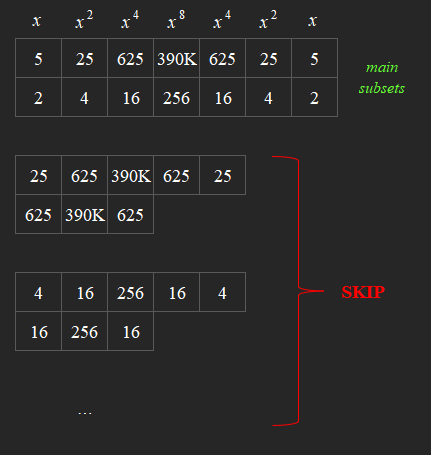 x x² x⁴ x⁸ x⁴ x² x
5 25 625 390K 625 25 5
2 4 16 256 16 4 2
main
subsets
25 625 390K 625 25
625 390K 625
4 16 256 16 4
16 256 16
SKIP
...